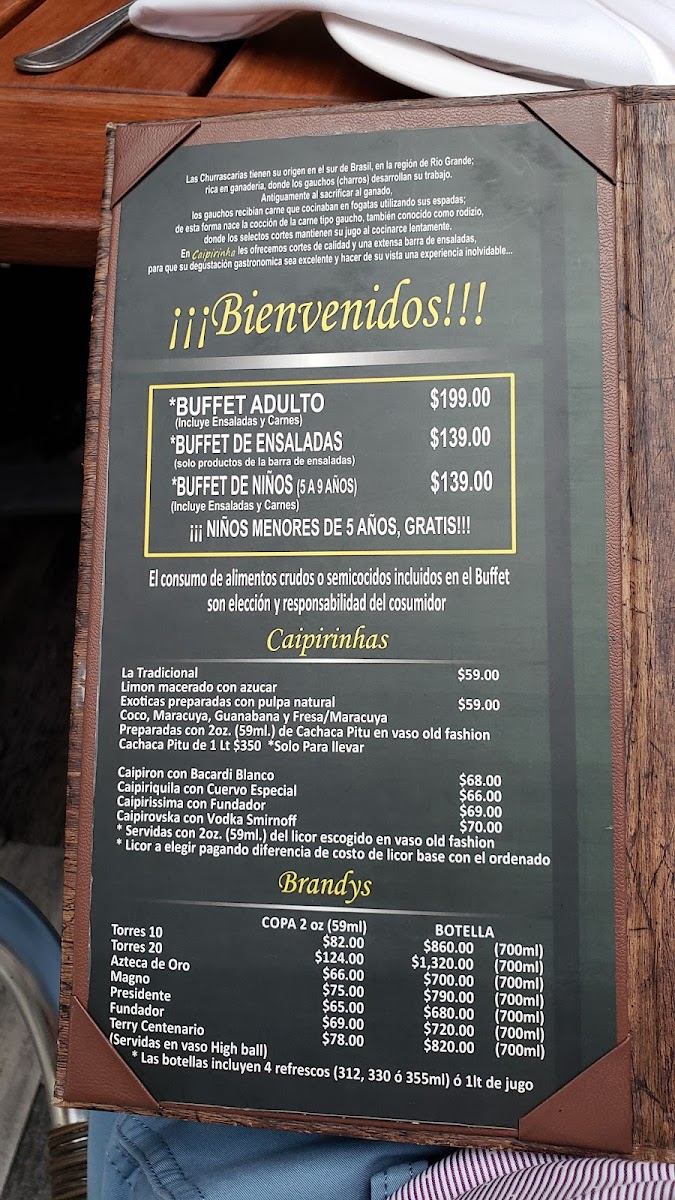 Las Churrascarias tienen su origen en el sur de Brasil, en la región de Rio Grande;
rica en ganadería, donde los gauchos (charros) desarrollan su trabajo.
Antiguamente al sacrificar al ganado,
los gauchos recibian carne que cocinaban en fogatas utilizando sus espadas;
de esta forma nace la cocción de la carne tipo gaucho, también conocido como rodizio,
donde los selectos cortes mantienen su jugo al cocinarce lentamente.
En Caipirinha les ofrecemos cortes de calidad y una extensa barra de ensaladas,
para que su degustación gastronomica sea excelente y hacer de su vista una experiencia inolvidable...
¡¡¡Bienvenidos!!!
*BUFFET ADULTO $199.00
(Incluye Ensaladas y Carnes)
*BUFFET DE ENSALADAS $139.00
(solo productos de la barra de ensaladas)
*BUFFET DE NIÑOS (5 A 9 AÑOS) $139.00
(Incluye Ensaladas y Carnes)
¡¡¡ NIÑOS MENORES DE 5 AÑOS, GRATIS!!!
El consumo de alimentos crudos o semicocidos incluidos en el Buffet
son elección y responsabilidad del cosumidor
Caipirinhas
La Tradicional $59.00
Limon macerado con azucar
Exoticas preparadas con pulpa natural $59.00
Coco, Maracuya, Guanabana y Fresa/Maracuya
Preparadas con 2oz. (59ml.) de Cachaca Pitu en vaso old fashion
Cachaca Pitu de 1 Lt $350 *Solo Para llevar
Caipiron con Bacardi Blanco $68.00
Caipiriquila con Cuervo Especial $66.00
Caipirissima con Fundador $69.00
Caipirovska con Vodka Smirnoff $70.00
* Servidas con 2oz. (59ml.) del licor escogido en vaso old fashion
* Licor a elegir pagando diferencia de costo de licor base con el ordenado
Brandys
COPA 2 oz (59ml) BOTELLA
Torres 10 $82.00 $860.00 (700ml)
Torres 20 $124.00 $1,320.00 (700ml)
Azteca de Oro $66.00 $700.00 (700ml)
Magno $75.00 $790.00 (700ml)
Presidente $65.00 $680.00 (700ml)
Fundador $69.00 $720.00 (700ml)
Terry Centenario $78.00 $820.00 (700ml)
(Servidas en vaso High ball)
* Las botellas incluyen 4 refrescos (312, 330 ó 355ml) ó 1lt de jugo